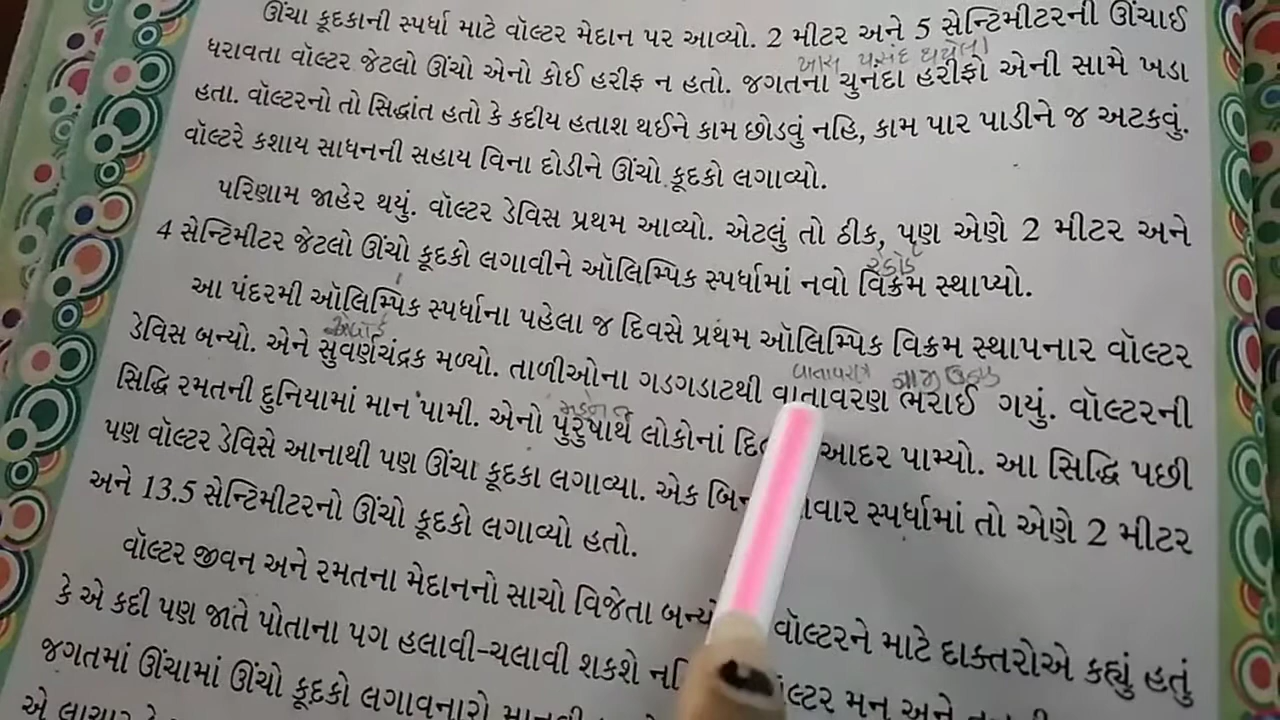 ઊંચા કૂદકાની સ્પર્ધા માટે વૉલ્ટર મેદાન પર આવ્યો. 2 મીટર અને 5 સેન્ટિમીટરની ઊંચાઈ
ખાસ પસંદ થયેલા
ધરાવતા વૉલ્ટર જેટલો ઊંચો એનો કોઈ હરીફ ન હતો. જગતના ચુનંદા હરીફો એની સામે ખડા
હતા. વૉલ્ટરનો તો સિદ્ધાંત હતો કે કદીય હતાશ થઈને કામ છોડવું નહિ, કામ પાર પાડીને જ અટકવું.
વૉલ્ટરે કશાય સાધનની સહાય વિના દોડીને ઊંચો કૂદકો લગાવ્યો.
પરિણામ જાહેર થયું. વૉલ્ટર ડેવિસ પ્રથમ આવ્યો. એટલું તો ઠીક, પણ એણે 2 મીટર અને
રેકોર્ડ
4 સેન્ટિમીટર જેટલો ઊંચો કૂદકો લગાવીને ઑલિમ્પિક સ્પર્ધામાં નવો વિક્રમ સ્થાપ્યો.
આ પંદરમી ઑલિમ્પિક સ્પર્ધાના પહેલા જ દિવસે પ્રથમ ઑલિમ્પિક વિક્રમ સ્થાપનાર વૉલ્ટર
ડેવિસ બન્યો. એને સુવર્ણચંદ્રક મળ્યો. તાળીઓના ગડગડાટથી વાતાવરણ ભરાઈ ગયું. વૉલ્ટરની
સિદ્ધિ રમતની દુનિયામાં માન પામી. એનો પુરુષાર્થ લોકોનાં આદર પામ્યો. આ સિદ્ધિ પછી
પણ વૉલ્ટર ડેવિસે આનાથી પણ ઊંચા કૂદકા લગાવ્યા. એક સ્પર્ધામાં તો એણે 2 મીટર
અને 13.5 સેન્ટિમીટરનો ઊંચો કૂદકો લગાવ્યો હતો.
વૉલ્ટર જીવન અને રમતના મેદાનનો સાચો વિજેતા વૉલ્ટરને માટે દાક્તરોએ કહ્યું હતું
કે એ કદી પણ જાતે પોતાના પગ હલાવી-ચલાવી શકશે મન અને
જગતમાં ઊંચામાં ઊંચો કૂદકો લગાવનારો
એ લાચાર